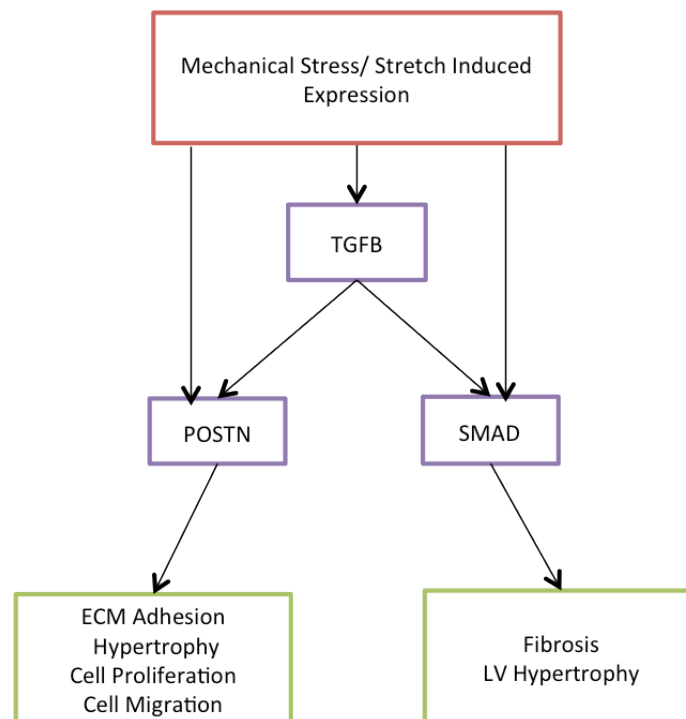 Mechanical Stress/ Stretch Induced
Expression
TGFB
POSTN
SMAD
ECM Adhesion
Hypertrophy
Cell Proliferation
Cell Migration
Fibrosis
LV Hypertrophy